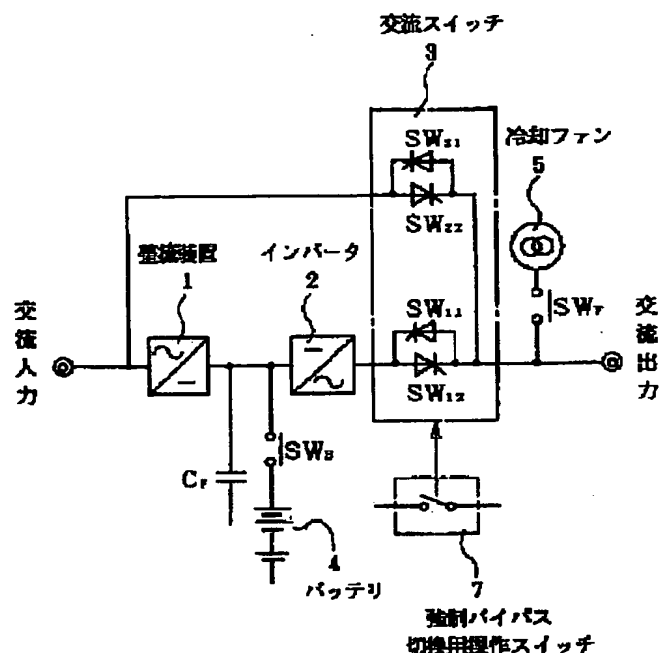 交流スイッチ
3
SW₂₁
SW₂₂
冷却ファン
5
SWF
整流装置
1
インバータ
2
SW₁₁
SW₁₂
交流入力
交流出力
CF
SWB
4
バッテリ
7
強制バイパス
切換用操作スイッチ